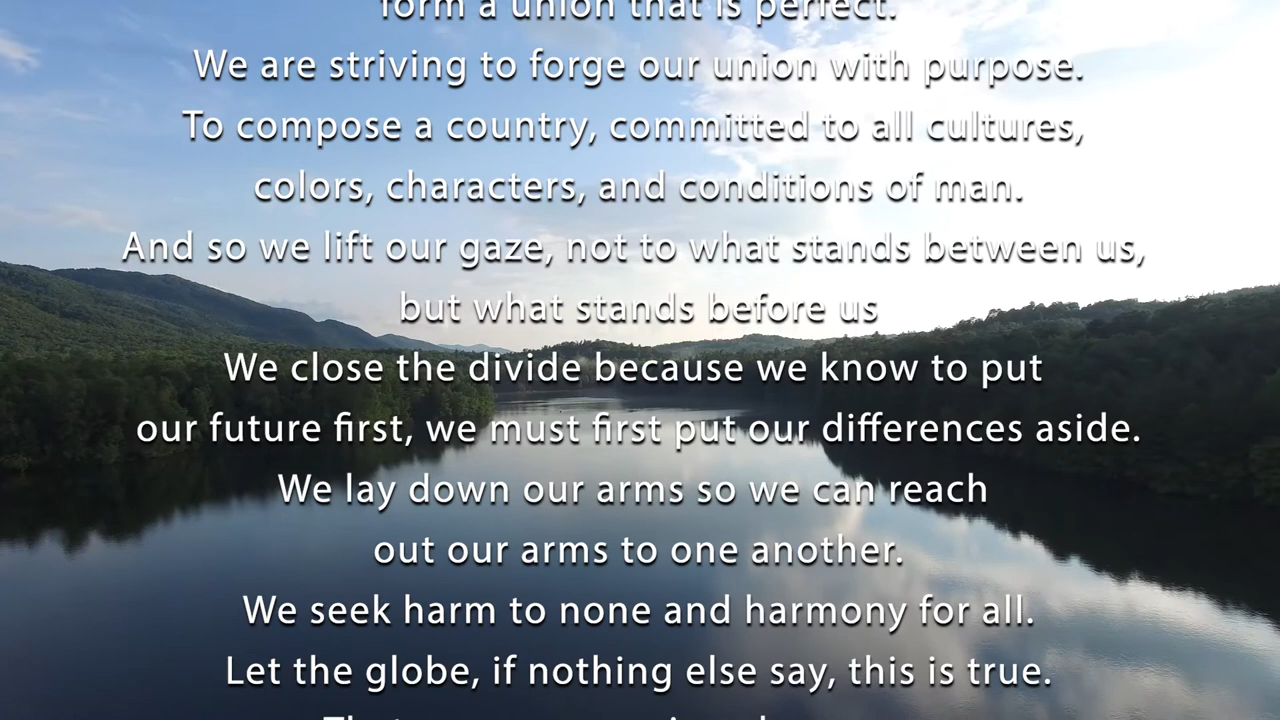 form a union that is perfect.
We are striving to forge our union with purpose.
To compose a country, committed to all cultures,
colors, characters, and conditions of man.
And so we lift our gaze, not to what stands between us,
but what stands before us
We close the divide because we know to put
our future first, we must first put our differences aside.
We lay down our arms so we can reach
out our arms to one another.
We seek harm to none and harmony for all.
Let the globe, if nothing else say, this is true.